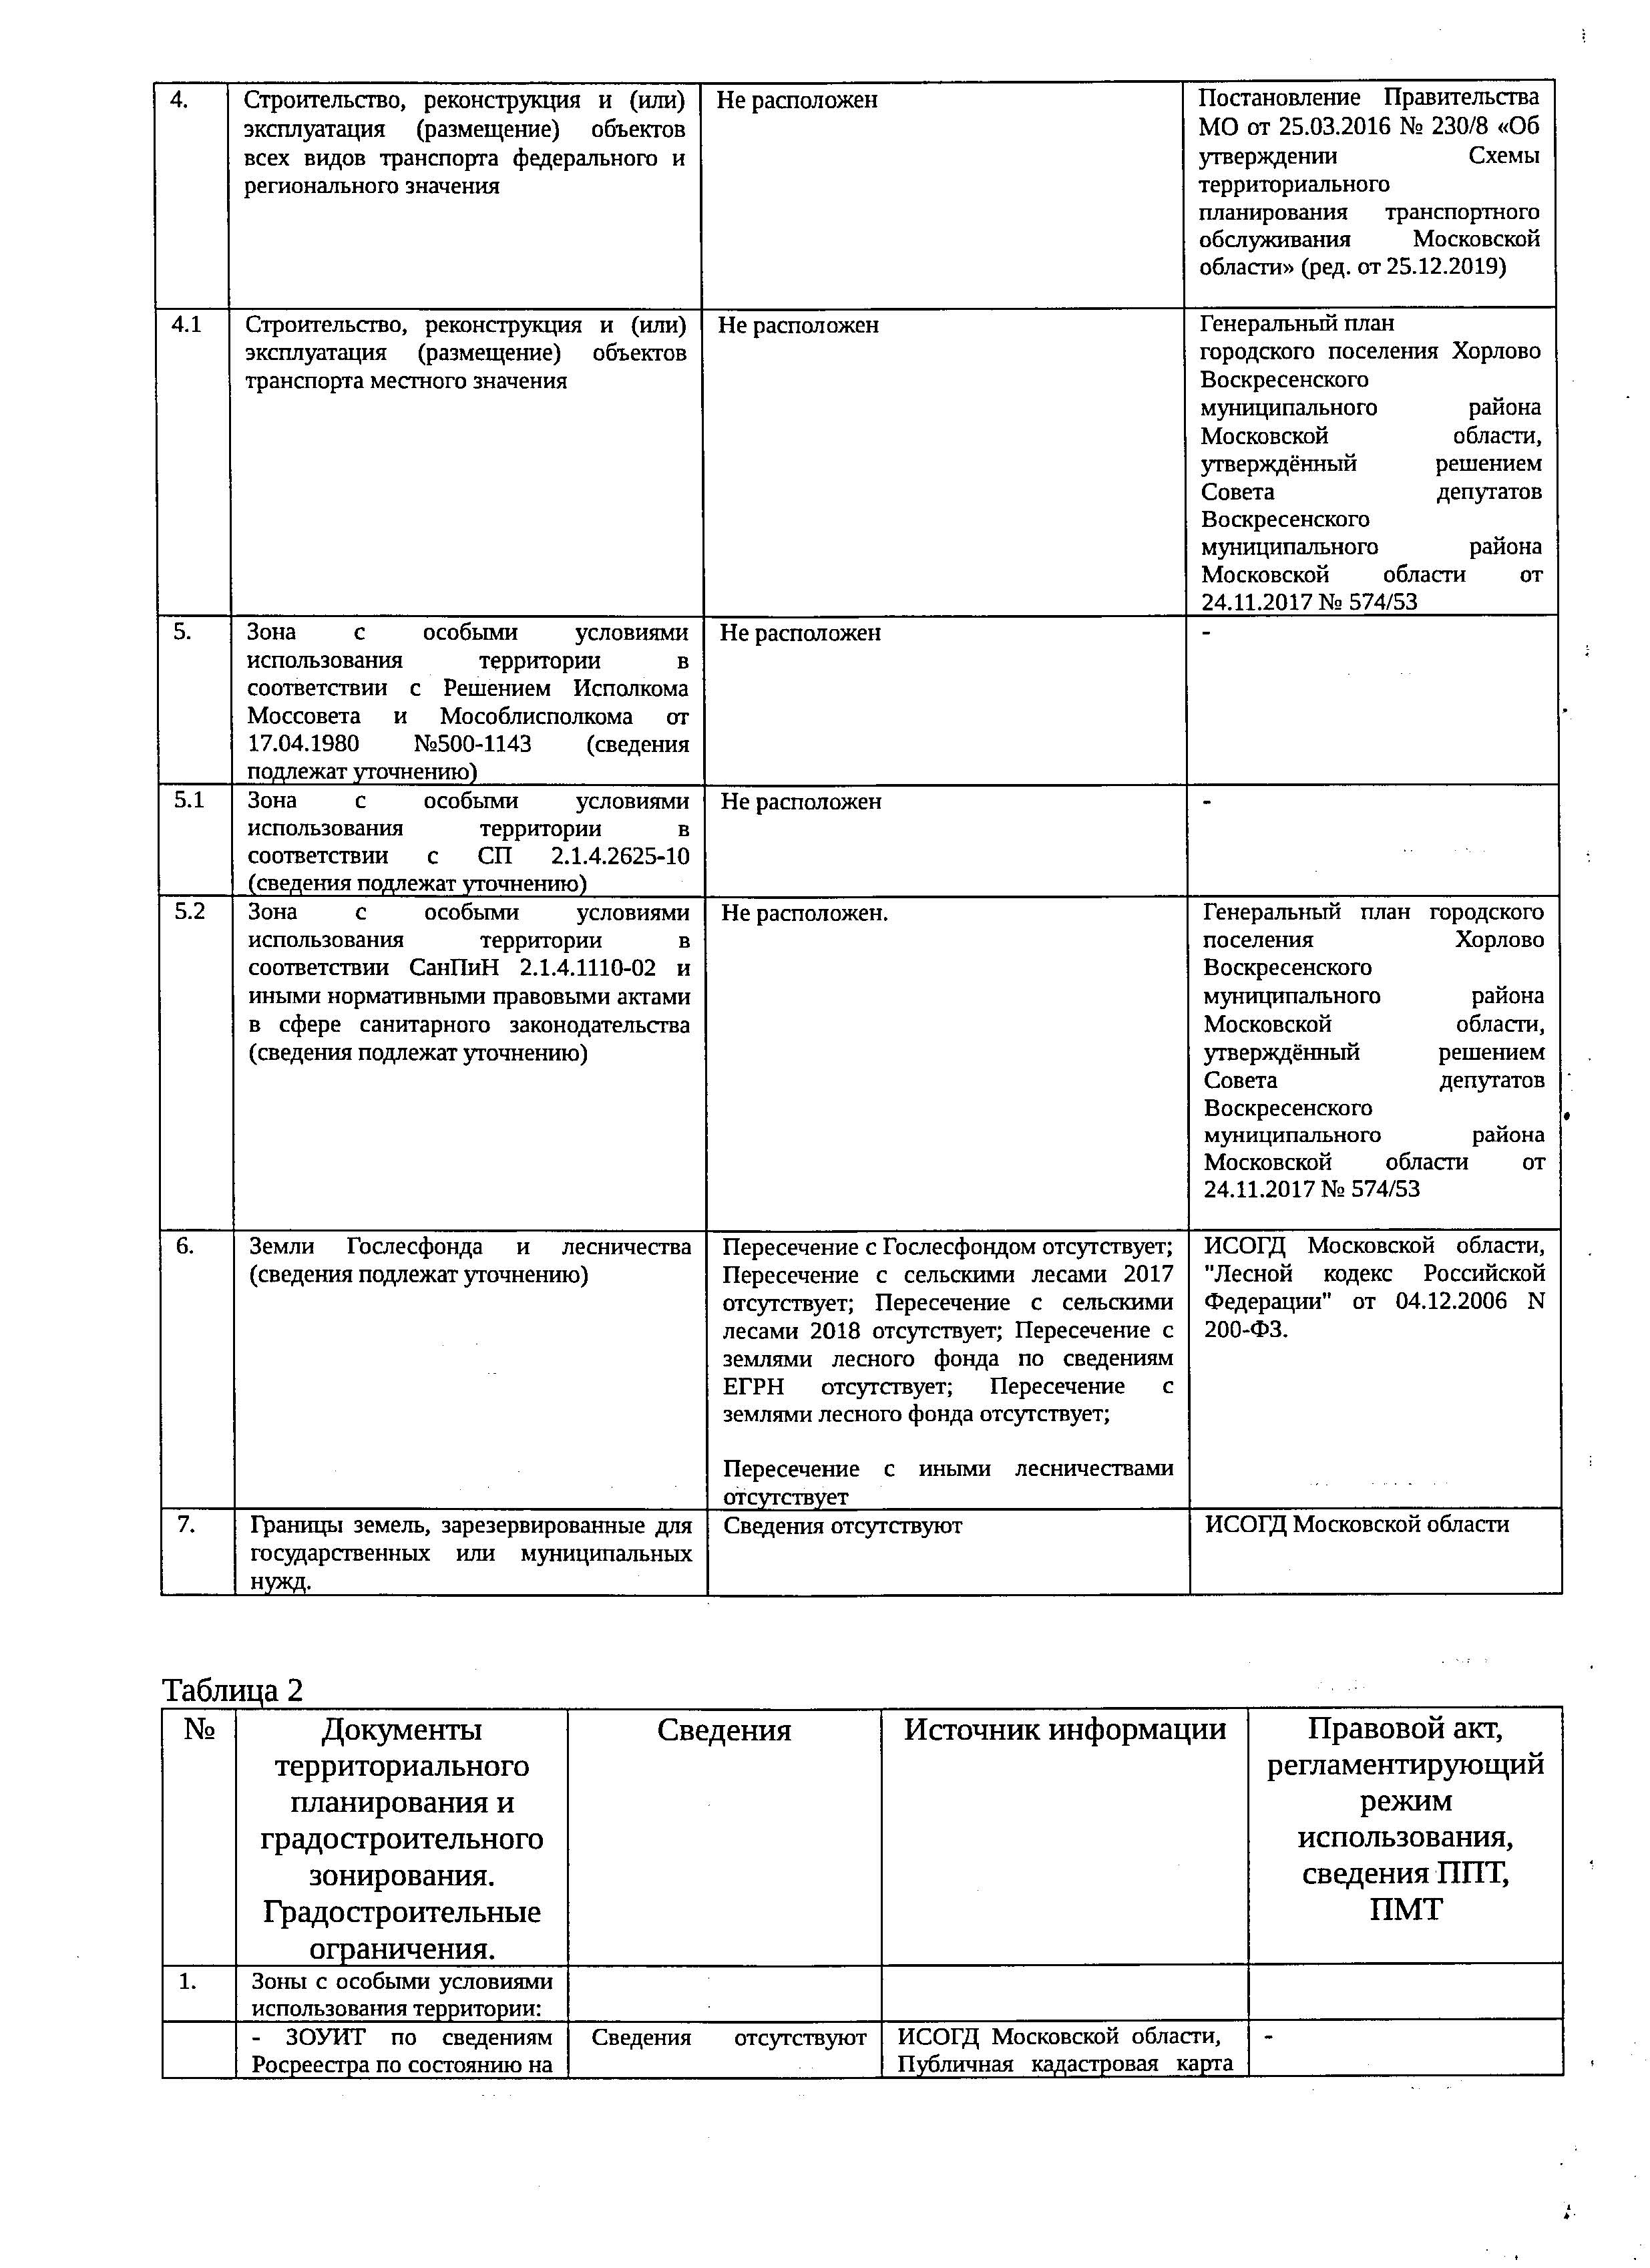 4.
Строительство, реконструкция и (или)
эксплуатация (размещение) объектов
всех видов транспорта федерального и
регионального значения
Не расположен
Постановление Правительства
МО от 25.03.2016 № 230/8 «Об
утверждении Схемы
территориального
планирования транспортного
обслуживания Московской
области» (ред. от 25.12.2019)
4.1
Строительство, реконструкция и (или)
эксплуатация (размещение) объектов
транспорта местного значения
Не расположен
Генеральный план
городского поселения Хорлово
Воскресенского
муниципального района
Московской области,
утверждённый решением
Совета депутатов
Воскресенского
муниципального района
Московской области от
24.11.2017 № 574/53
5.
Зона с особыми условиями
использования территории в
соответствии с Решением Исполкома
Моссовета и Мособлисполкома от
17.04.1980 №500-1143 (сведения
подлежат уточнению)
Не расположен
-
5.1
Зона с особыми условиями
использования территории в
соответствии с СП 2.1.4.2625-10
(сведения подлежат уточнению)
Не расположен
-
5.2
Зона с особыми условиями
использования территории в
соответствии СанПиН 2.1.4.1110-02 и
иными нормативными правовыми актами
в сфере санитарного законодательства
(сведения подлежат уточнению)
Не расположен.
Генеральный план городского
поселения Хорлово
Воскресенского
муниципального района
Московской области,
утверждённый решением
Совета депутатов
Воскресенского
муниципального района
Московской области от
24.11.2017 № 574/53
6.
Земли Гослесфонда и лесничества
(сведения подлежат уточнению)
Пересечение с Гослесфондом отсутствует;
Пересечение с сельскими лесами 2017
отсутствует; Пересечение с сельскими
лесами 2018 отсутствует; Пересечение с
землями лесного фонда по сведениям
ЕГРН отсутствует; Пересечение с
землями лесного фонда отсутствует;
Пересечение с иными лесничествами
отсутствует
ИСОГД Московской области,
"Лесной кодекс Российской
Федерации" от 04.12.2006 N
200-ФЗ.
7.
Границы земель, зарезервированные для
государственных или муниципальных
нужд.
Сведения отсутствуют
ИСОГД Московской области
Таблица 2
№
Документы
территориального
планирования и
градостроительного
зонирования.
Градостроительные
ограничения.
Сведения
Источник информации
Правовой акт,
регламентирующий
режим
использования,
сведения ППТ,
ПМТ
1.
Зоны с особыми условиями
использования территории:
- ЗОУИТ по сведениям
Росреестра по состоянию на
Сведения отсутствуют
ИСОГД Московской области,
Публичная кадастровая карта
-